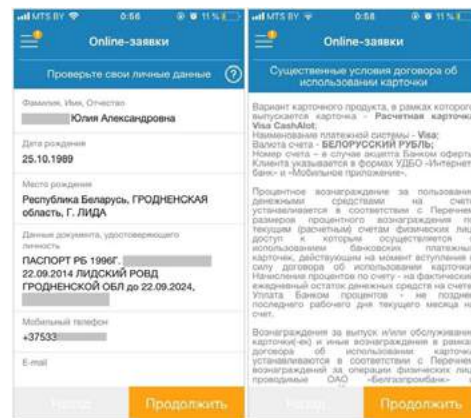 MTS BY 0:56 11 %
Online-заявки
Проверьте свои личные данные ?
Фамилия, Имя, Отчество
Юлия Александровна
Дата рождения
25.10.1989
Место рождения
Республика Беларусь, ГРОДНЕНСКАЯ
область, Г. ЛИДА
Данные документа, удостоверяющего
личность
ПАСПОРТ РБ 1996Г.
22.09.2014 ЛИДСКИЙ РОВД
ГРОДНЕНСКОЙ ОБЛ до 22.09.2024,
Мобильный телефон
+37533
E-mail
Назад Продолжить
MTS BY 0:56 11 %
Online-заявки
Существенные условия договора об
использовании карточки
Вариант карточного продукта, в рамках которого
выпускается карточка - Расчетная карточка
Visa CashAlot;
Наименование платежной системы - Visa;
Валюта счета - БЕЛОРУССКИЙ РУБЛЬ;
Номер счета – в случае акцепта Банком оферты
Клиента указывается в форматах УДБО «Интернет-
банк» и «Мобильное приложение».
Процентное вознаграждение за пользование
денежными средствами на счете
устанавливается в соответствии с Перечнем
размеров процентного вознаграждения по
текущим (расчетным) счетам физических лиц,
доступ к которым осуществляется с
использованием банковских платежных
карточек, действующим на момент вступления в
силу договора об использовании карточки.
Начисления процентов по счету - на фактический
ежедневный остаток денежных средств на счете.
Уплата Банком процентов - не позднее
последнего рабочего дня текущего месяца на
счет.
Вознаграждения за выпуск и/или обслуживание
карточки(-ек) и иные вознаграждения в рамках
договора об использовании карточки
устанавливаются в соответствии с Перечнем
вознаграждений за операции физических лиц,
проводимые ОАО «Белгазпромбанк»
Назад Продолжить